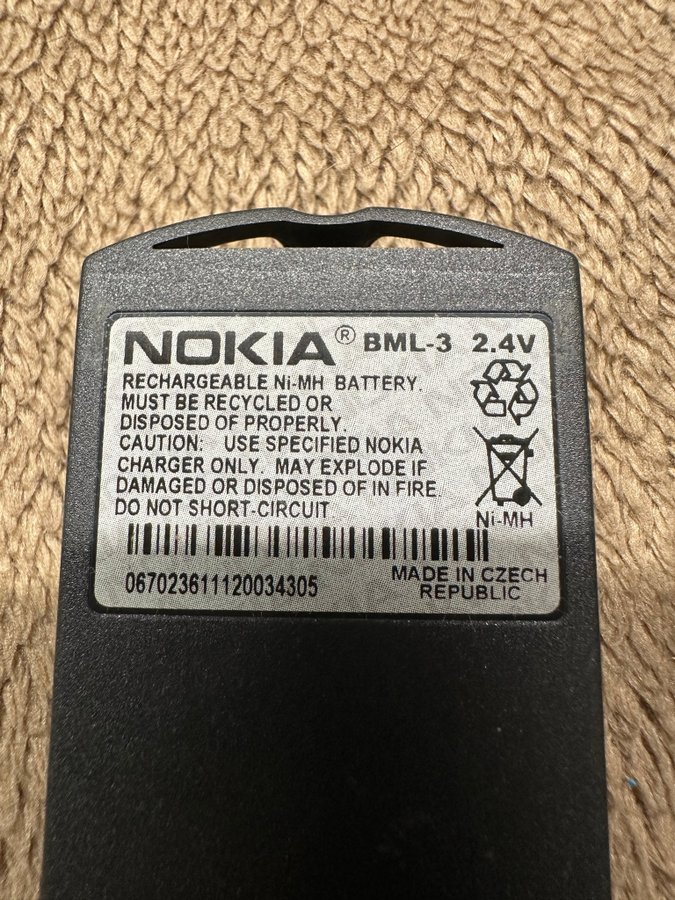 NOKIA® BML-3 2.4V
RECHARGEABLE Ni-MH BATTERY.
MUST BE RECYCLED OR
DISPOSED OF PROPERLY.
CAUTION: USE SPECIFIED NOKIA
CHARGER ONLY. MAY EXPLODE IF
DAMAGED OR DISPOSED OF IN FIRE.
DO NOT SHORT-CIRCUIT
Ni-MH
0670236111120034305
MADE IN CZECH
REPUBLIC